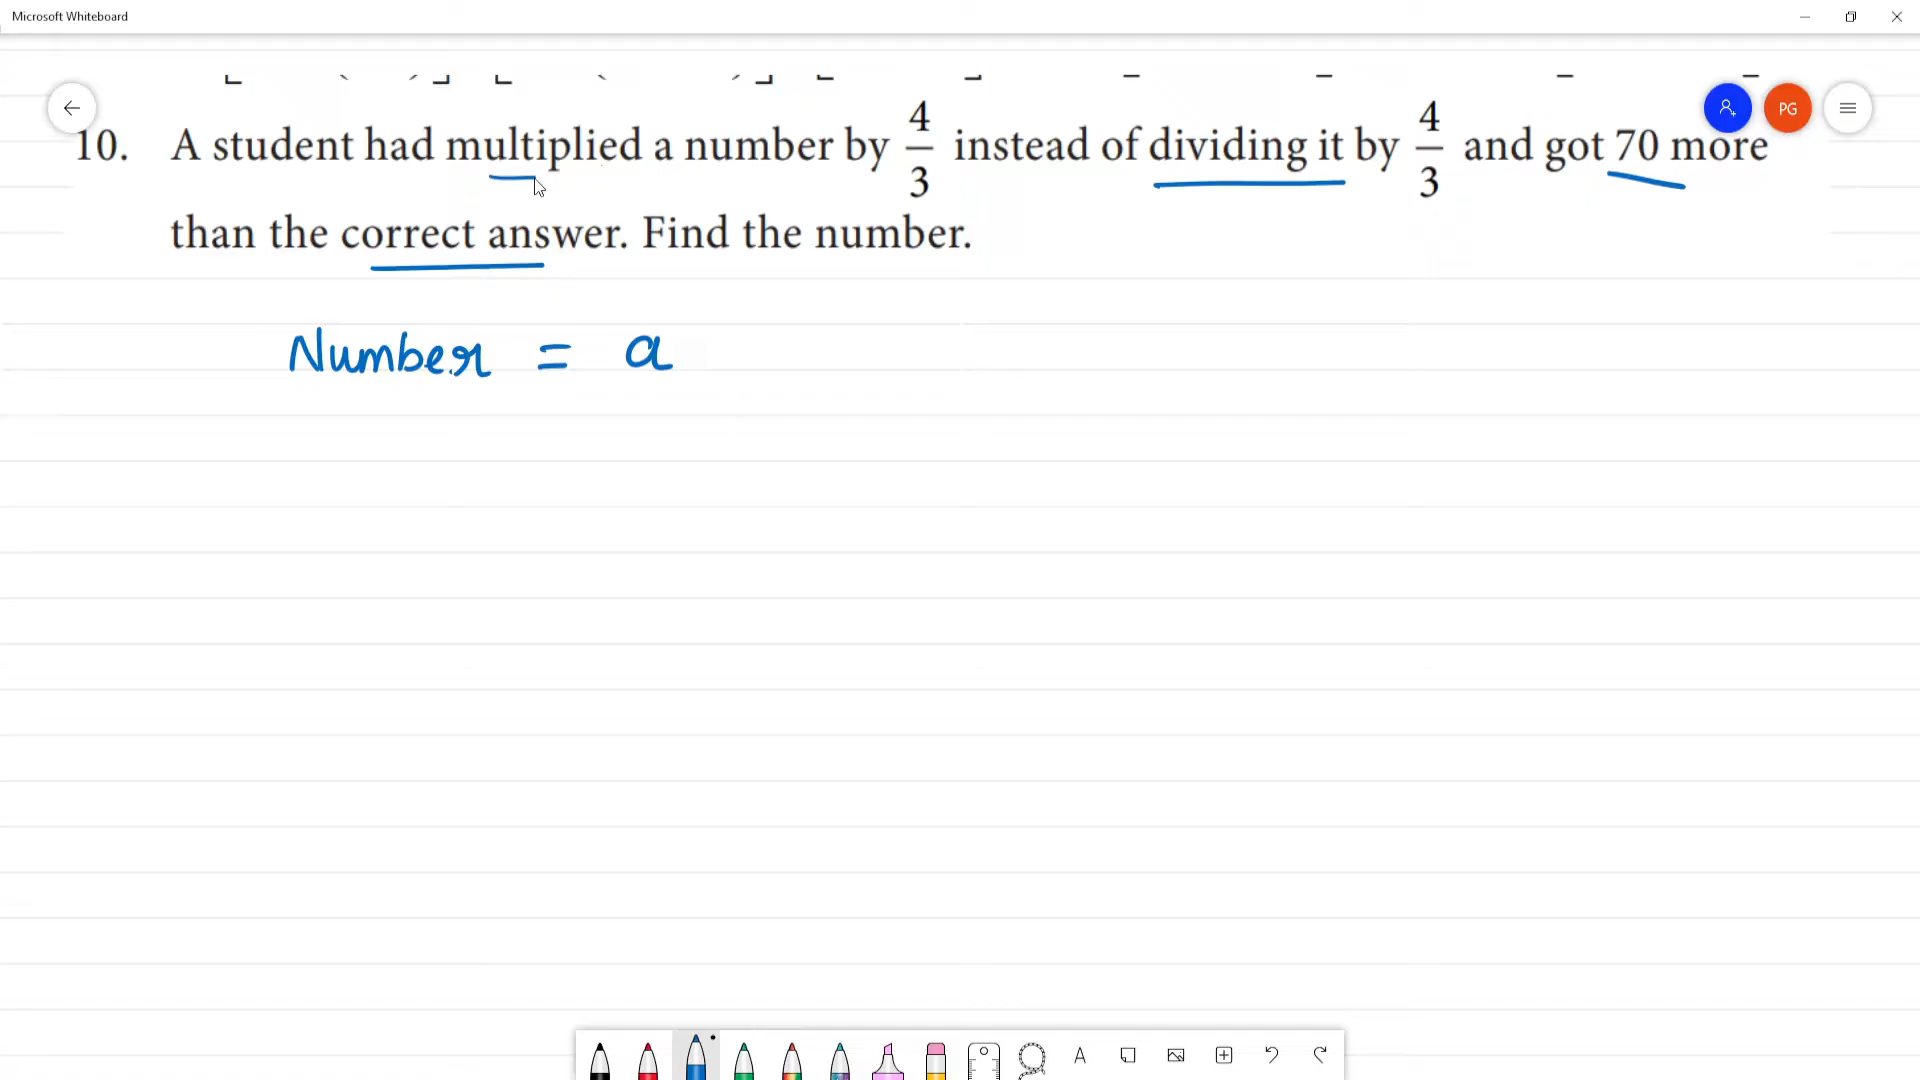 Microsoft Whiteboard
PG
10. A student had multiplied a number by 4/3 instead of dividing it by 4/3 and got 70 more
than the correct answer. Find the number.
Number = a
A